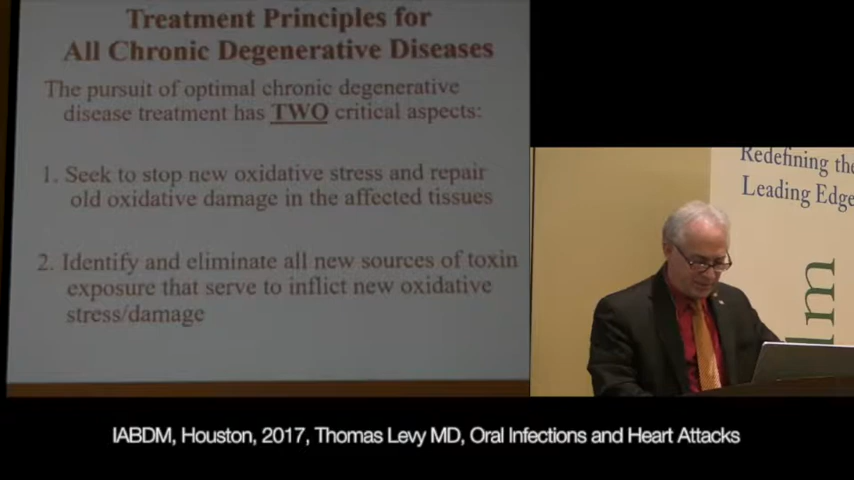 Treatment Principles for
All Chronic Degenerative Diseases
The pursuit of optimal chronic degenerative
disease treatment has TWO critical aspects:
1. Seek to stop new oxidative stress and repair
old oxidative damage in the affected tissues
2. Identify and eliminate all new sources of toxin
exposure that serve to inflict new oxidative
stress/damage
Redefining the
Leading Edge
dm
IABDM, Houston, 2017, Thomas Levy MD, Oral Infections and Heart Attacks